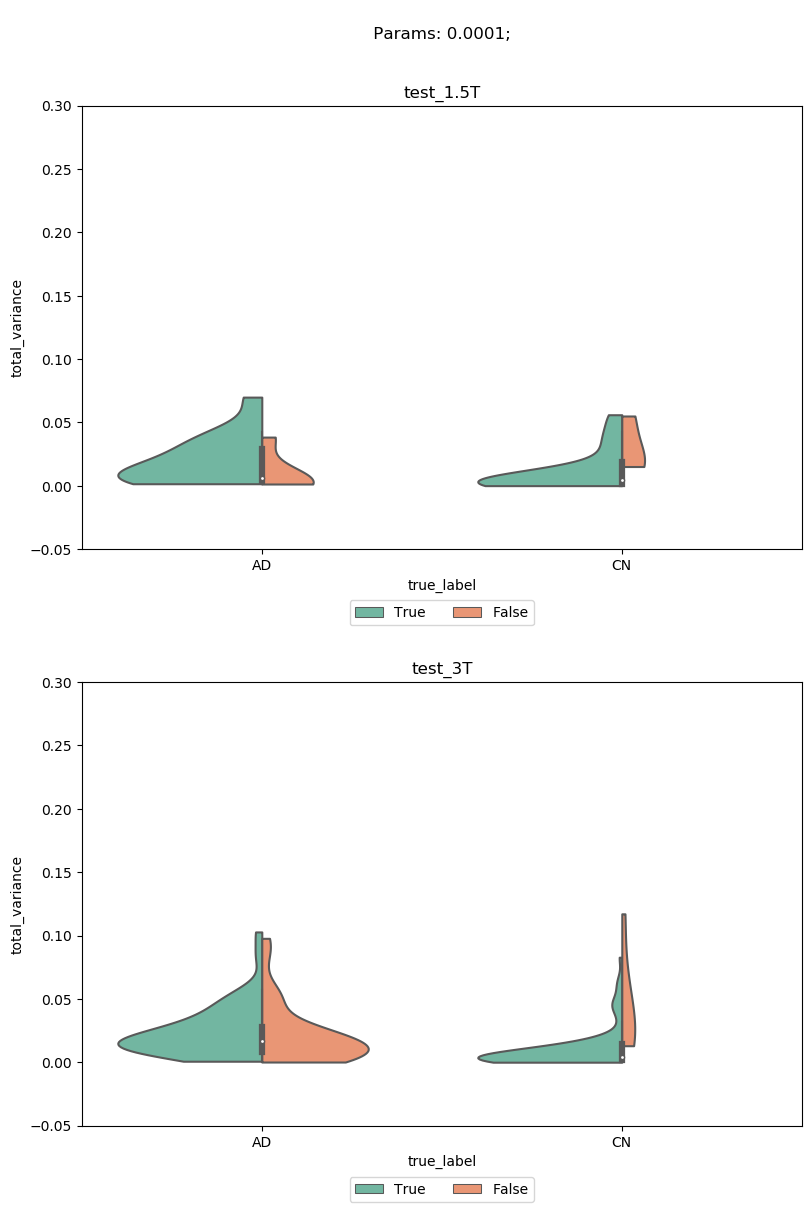 Params: 0.0001;
test_1.5T
0.30
0.25
0.20
0.15
0.10
0.05
0.00
−0.05
total_variance
AD CN
true_label
True False
test_3T
0.30
0.25
0.20
0.15
0.10
0.05
0.00
−0.05
total_variance
AD CN
true_label
True False